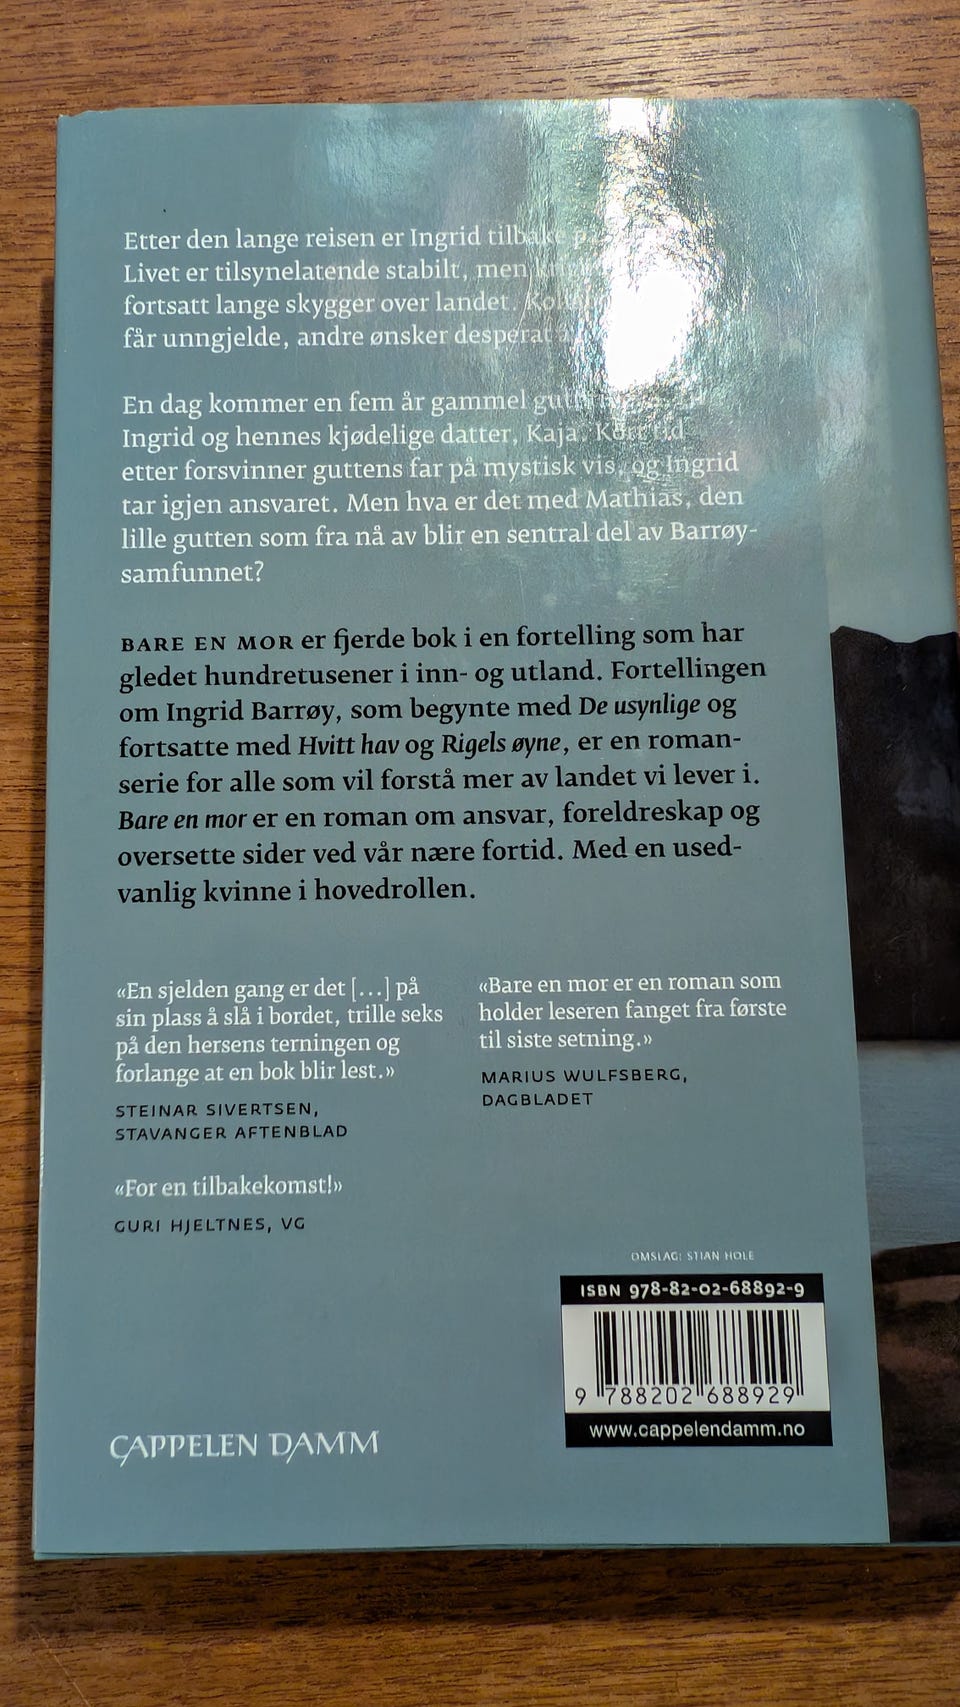 Etter den lange reisen er Ingrid tilbake
Livet er tilsynelatende stabilt, men
fortsatt lange skygger over landet.
får unngjelde, andre ønsker desperat
En dag kommer en fem år gammel
Ingrid og hennes kjødelige datter, Kaja. Kort tid
etter forsvinner guttens far på mystisk vis, og Ingrid
tar igjen ansvaret. Men hva er det med Mathias, den
lille gutten som fra nå av blir en sentral del av Barrøy-
samfunnet?
BARE EN MOR er fjerde bok i en fortelling som har
gledet hundretusener i inn- og utland. Fortellingen
om Ingrid Barrøy, som begynte med De usynlige og
fortsatte med Hvitt hav og Rigels øyne, er en roman-
serie for alle som vil forstå mer av landet vi lever i.
Bare en mor er en roman om ansvar, foreldreskap og
oversette sider ved vår nære fortid. Med en used-
vanlig kvinne i hovedrollen.
«En sjelden gang er det [...] på
sin plass å slå i bordet, trille seks
på den hersens terningen og
forlange at en bok blir lest.»
STEINAR SIVERTSEN,
STAVANGER AFTENBLAD
«For en tilbakekomst!»
GURI HJELTNES, VG
«Bare en mor er en roman som
holder leseren fanget fra første
til siste setning.»
MARIUS WULFSBERG,
DAGBLADET
OMSLAG: STIAN HOLE
ISBN 978-82-02-68892-9
9 788202 688929
www.cappelendamm.no
CAPPELEN DAMM